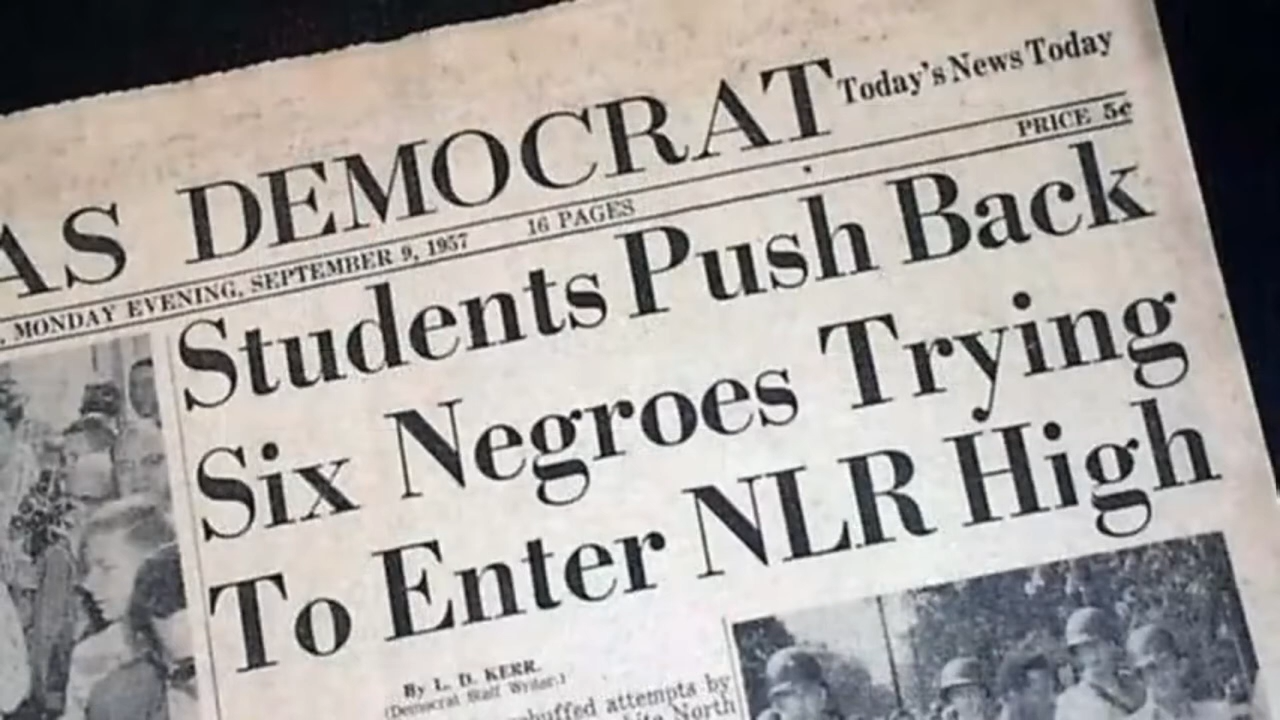 AS DEMOCRAT Today's News Today
MONDAY EVENING, SEPTEMBER 9, 1957 16 PAGES PRICE 5¢
Students Push Back
Six Negroes Trying
To Enter NLR High
By L. D. KERR.
(Democrat Staff Writer.)
attempts by
North